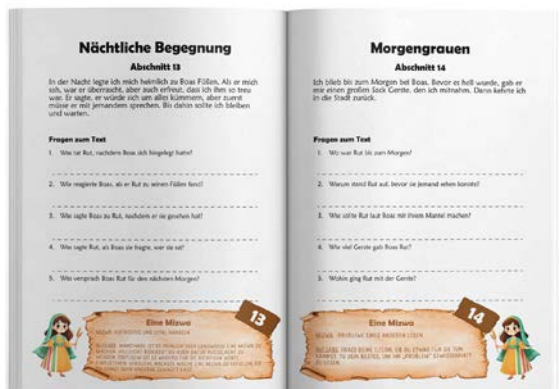 Nächtliche Begegnung
Abschnitt 13
In der Nacht legte ich mich heimlich zu Boas Füßen. Als er mich
sah, war er überrascht, aber auch erfreut, dass ich ihm so treu
war. Er sagte, er würde sich um alles kümmern, aber zuerst
müsse er mit jemandem sprechen. Bis dahin sollte ich bleiben
und warten.
Fragen zum Text
1. Was tat Rut, nachdem Boas sich hingelegt hatte?
2. Wie reagierte Boas, als er Rut zu seinen Füßen fand?
3. Was sagte Boas zu Rut, nachdem er sie gesehen hat?
4. Was sagte Rut, als Boas sie fragte, wer sie ist?
5. Was versprach Boas Rut für den nächsten Morgen?
Eine Mizwa
13
Morgengrauen
Abschnitt 14
Ich blieb bis zum Morgen bei Boas. Bevor es hell wurde, gab er
mir einen großen Sack Gerste, den ich mitnahm. Dann kehrte ich
in die Stadt zurück.
Fragen zum Text
1. Wo war Rut bis zum Morgen?
2. Warum stand Rut auf, bevor sie jemand sehen konnte?
3. Was sollte Rut laut Boas mit ihrem Mantel machen?
4. Wie viel Gerste gab Boas Rut?
5. Wohin ging Rut mit der Gerste?
Eine Mizwa
14